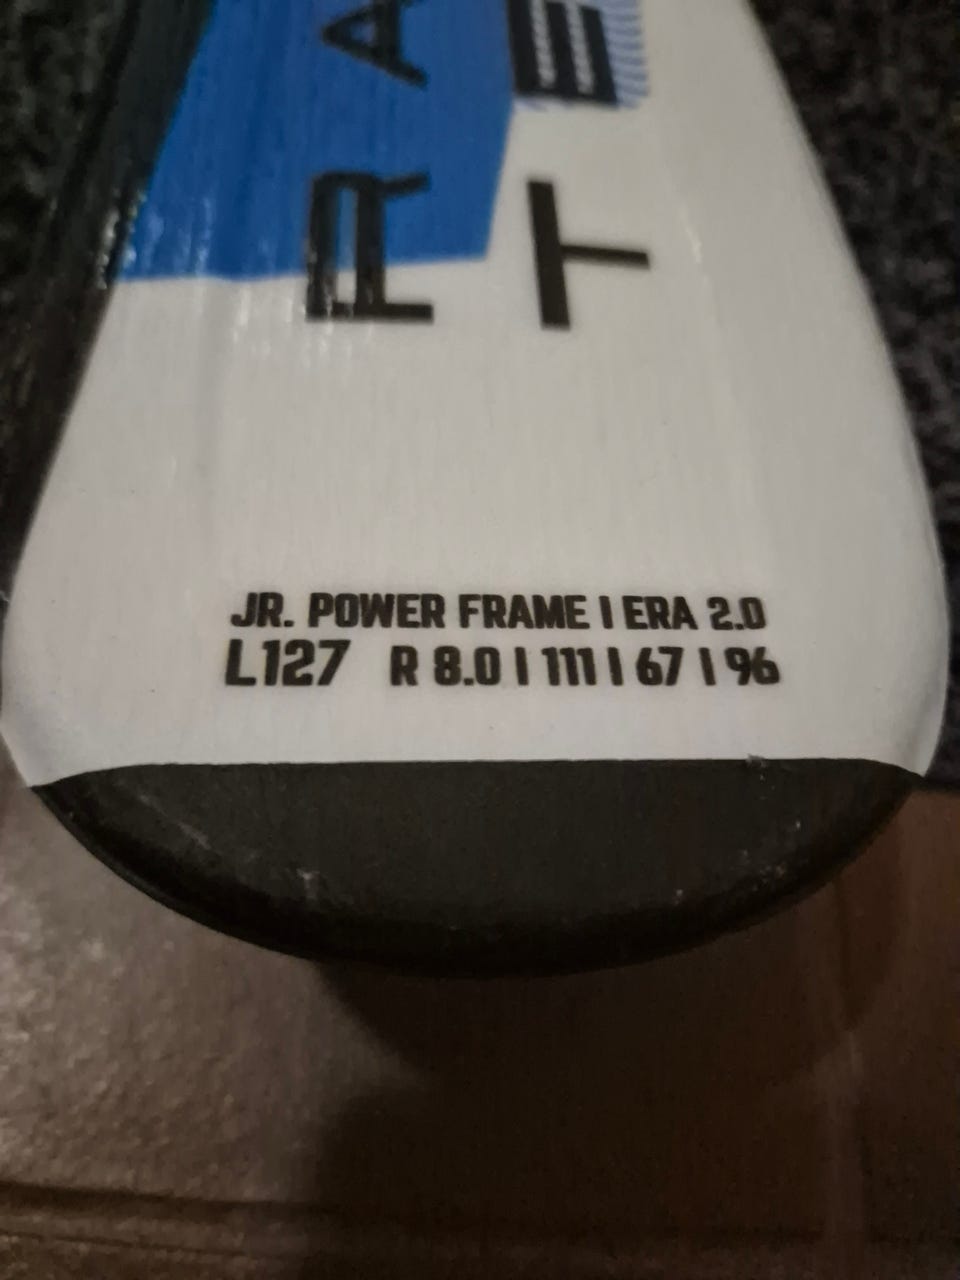 JR. POWER FRAME | ERA 2.0
L127 R 8.0 | 111 | 67 | 96